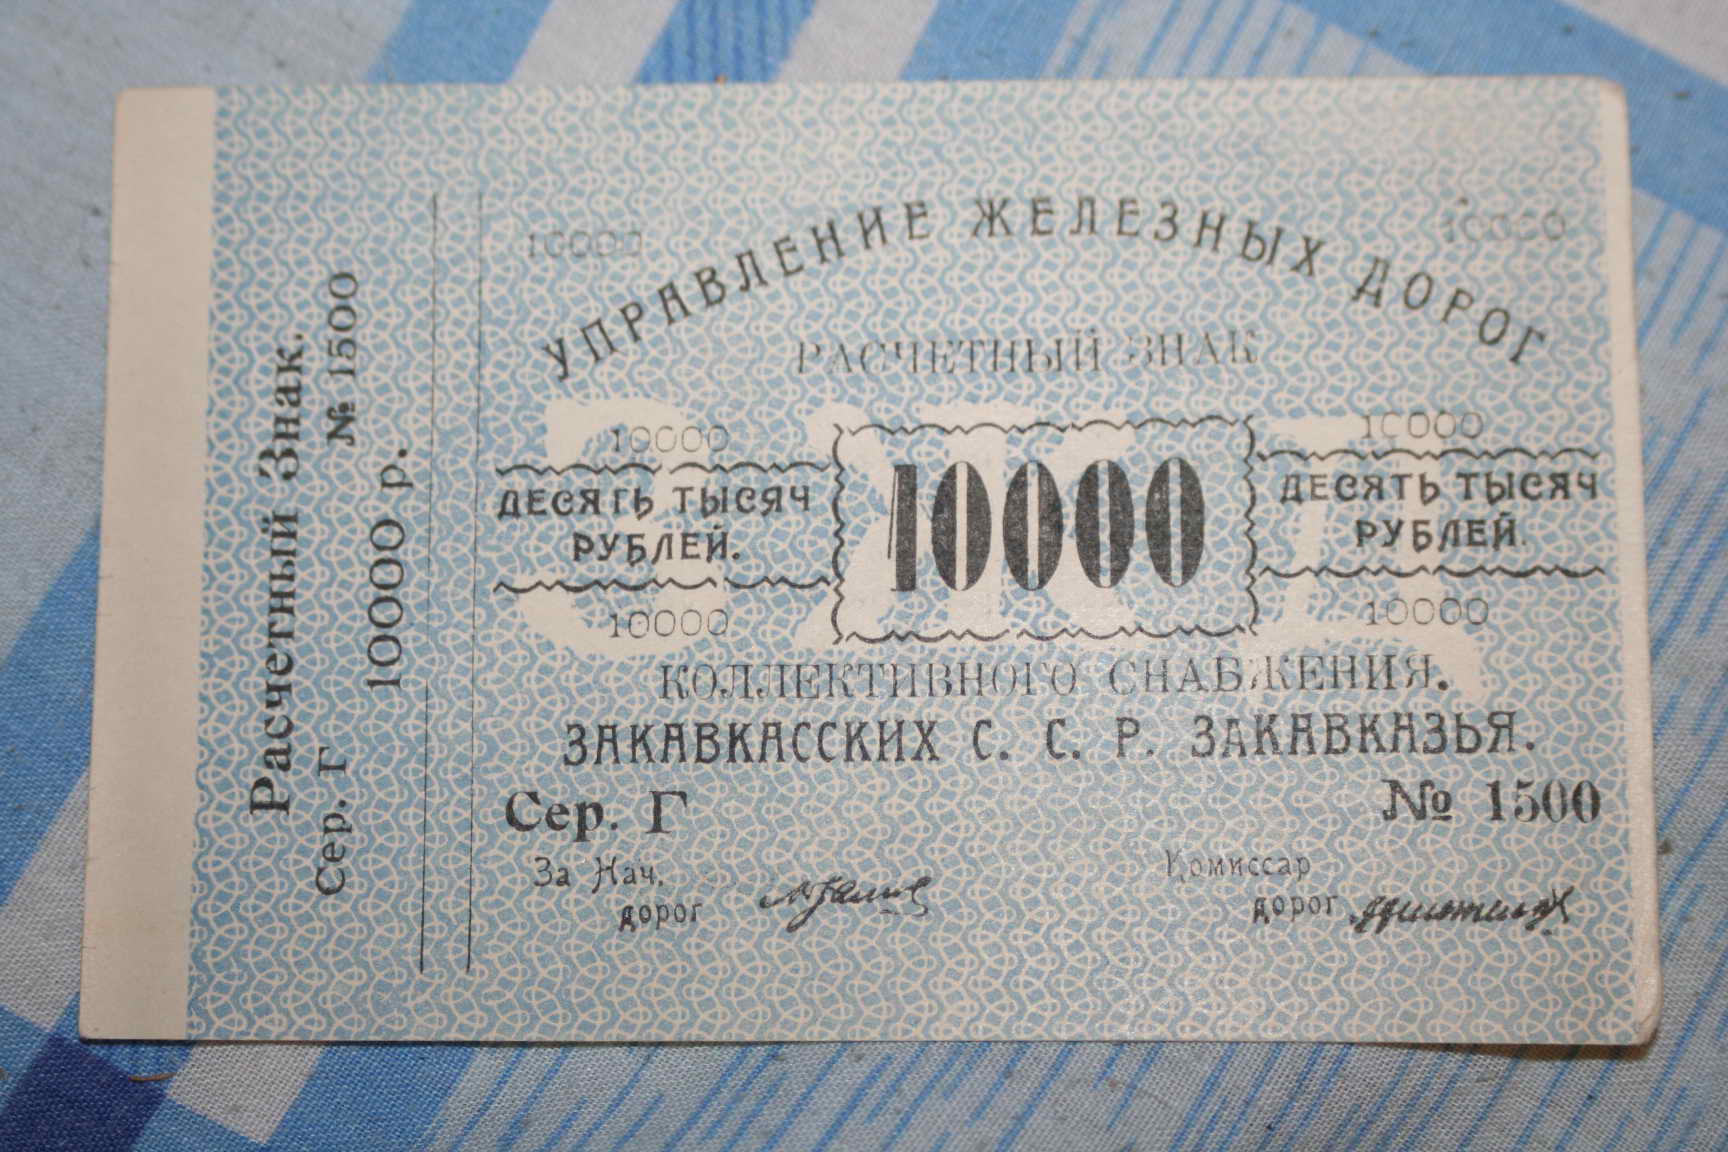 Расчетный Знак.
Сер. Г № 1500
10000 р.
10000 10000
УПРАВЛЕНИЕ ЖЕЛЕЗНЫХ ДОРОГ
РАСЧЕТНЫЙ ЗНАК
ЗЖД
10000 10000
ДЕСЯТЬ ТЫСЯЧ
РУБЛЕЙ.
10000
ДЕСЯТЬ ТЫСЯЧ
РУБЛЕЙ.
10000 10000
КОЛЛЕКТИВНОГО СНАБЖЕНИЯ.
ЗАКАВКАССКИХ С. С. Р. ЗАКАВКАЗЬЯ.
Сер. Г № 1500
За Нач.
дорог
Комиссар
дорог